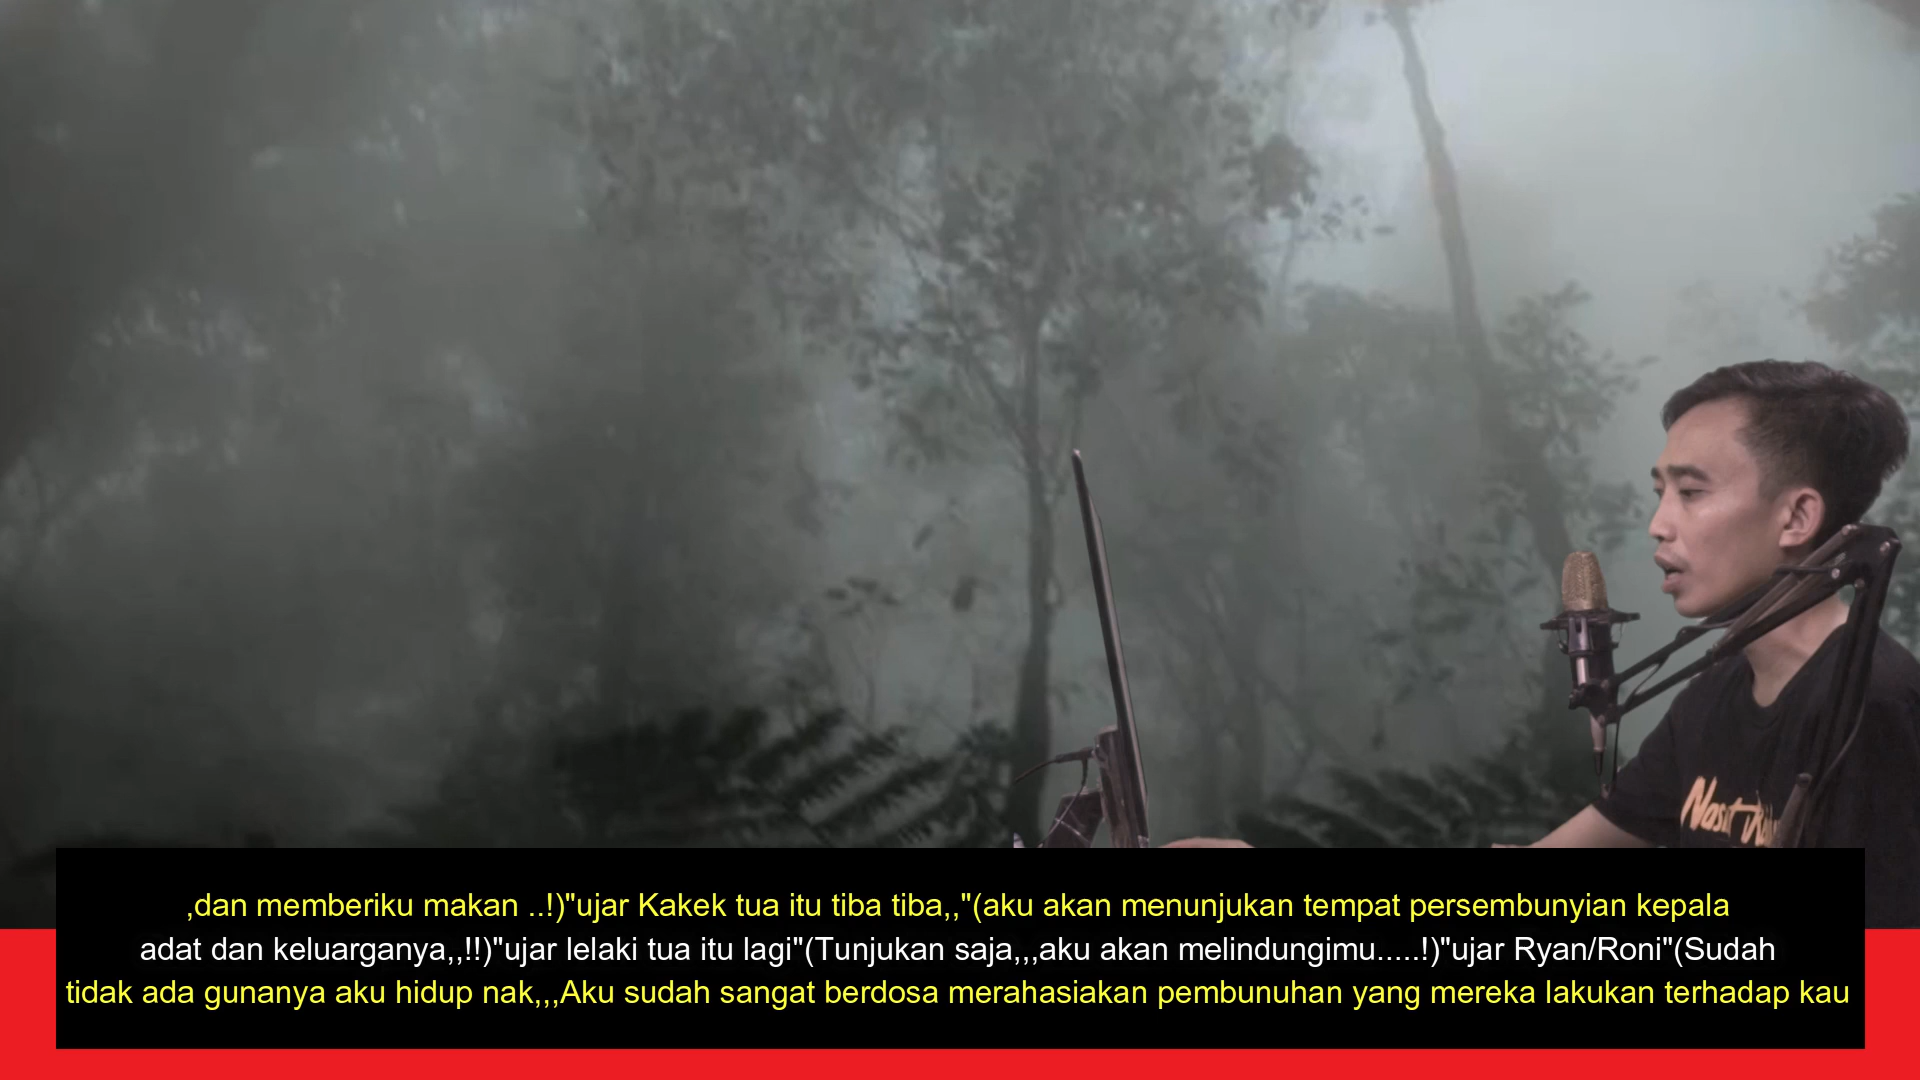 ,dan memberiku makan ..!)"ujar Kakek tua itu tiba tiba,,"(aku akan menunjukan tempat persembunyian kepala
adat dan keluarganya,,!!)"ujar lelaki tua itu lagi"(Tunjukan saja,,,aku akan melindungimu.....!)"ujar Ryan/Roni"(Sudah
tidak ada gunanya aku hidup nak,,,Aku sudah sangat berdosa merahasiakan pembunuhan yang mereka lakukan terhadap kau